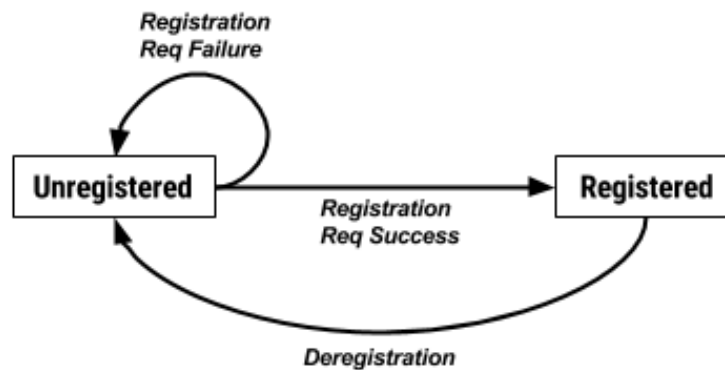 Registration
Req Failure
Unregistered
Registered
Registration
Req Success
Deregistration